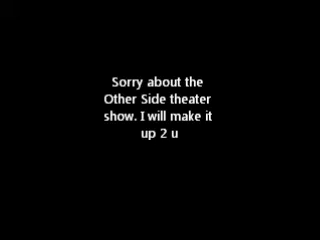 Sorry about the
Other Side theater
show. I will make it
up 2 u